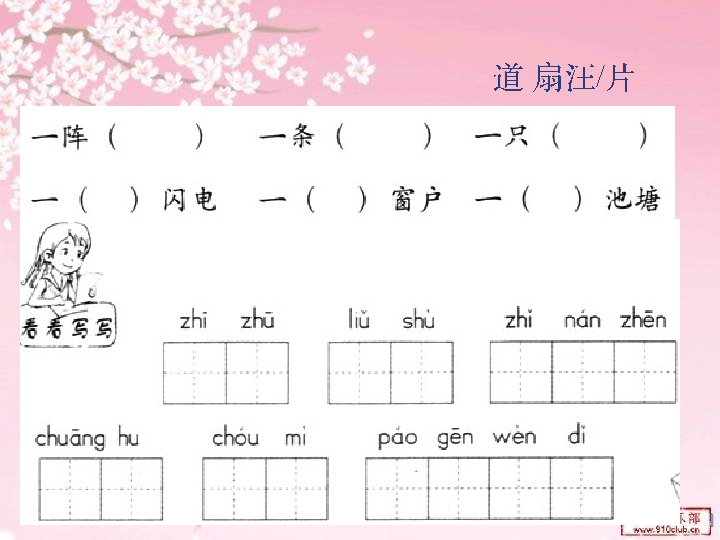 道 扇汪/片
一阵（ ） 一条（ ） 一只（ ）
一（ ）闪电 一（ ）窗户 一（ ）池塘
看看写写
zhī zhū liǔ shù zhǐ nán zhēn
chuāng hu chóu mì páo gēn wèn dǐ
www.910club.cn